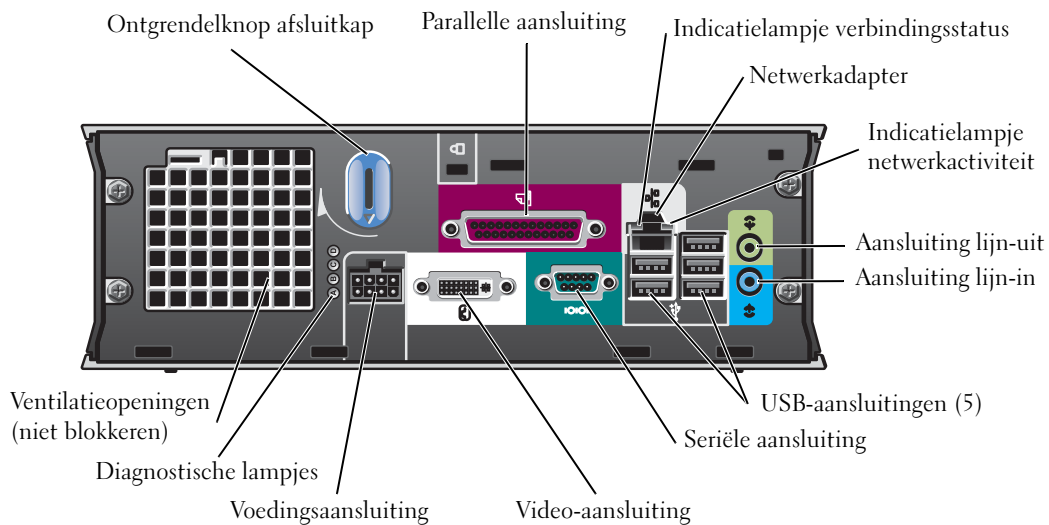 Ontgrendelknop afsluitkap
Parallelle aansluiting
Indicatielampje verbindingsstatus
Netwerkadapter
Indicatielampje
netwerkactiviteit
Aansluiting lijn-uit
Aansluiting lijn-in
Ventilatieopeningen
(niet blokkeren)
USB-aansluitingen (5)
Seriële aansluiting
Diagnostische lampjes
Voedingsaansluiting
Video-aansluiting